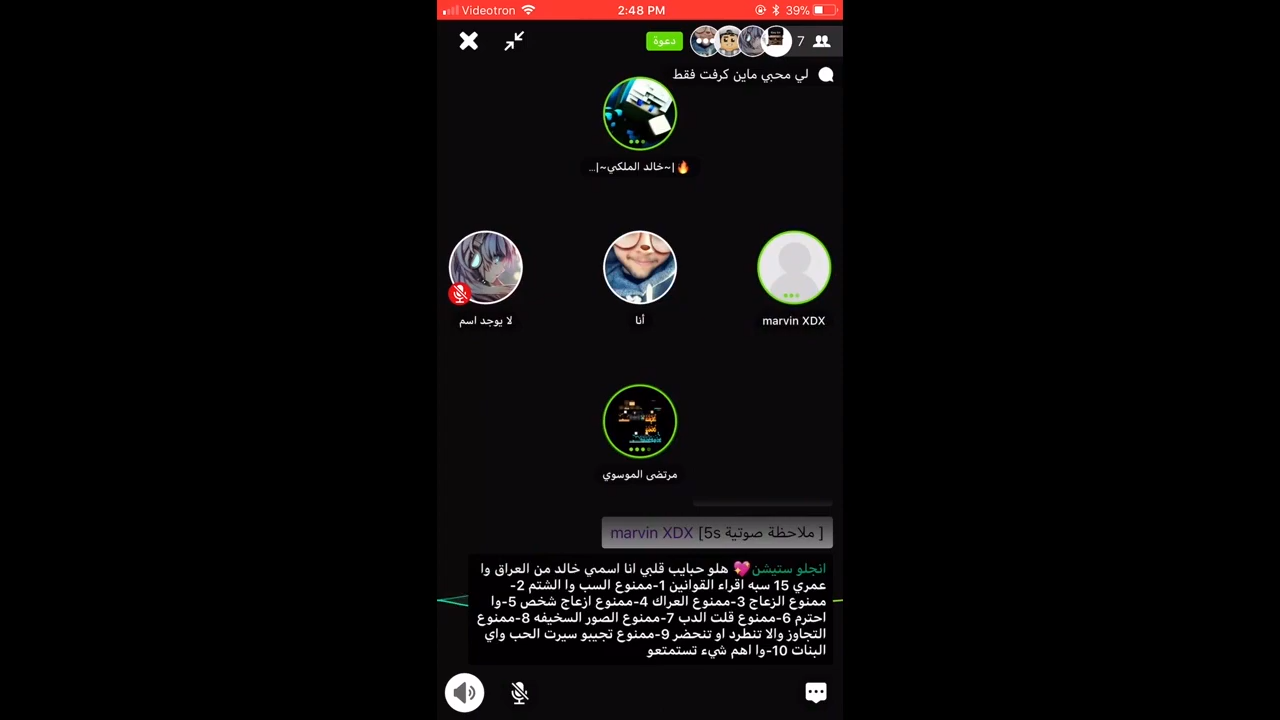 Videotron
2:48 PM
39%
دعوة
7
لي محبي ماين كرفت فقط
🔥|~خالد الملكي~|...
لا يوجد اسم
أنا
marvin XDX
مرتضى الموسوي
marvin XDX [5s ملاحظة صوتية ]
انجلو ستيشن💖 هلو حبايب قلبي انا اسمي خالد من العراق وا
عمري 15 سبه اقراء القوانين 1-ممنوع السب وا الشتم 2-
ممنوع الزعاج 3-ممنوع العراك 4-ممنوع ازعاج شخص 5-وا
احترم 6-ممنوع قلت الدب 7-ممنوع الصور السخيفه 8-ممنوع
التجاوز والا تنطرد او تنحضر 9-ممنوع تجيبو سيرت الحب واي
البنات 10-وا اهم شيء تستمتعو